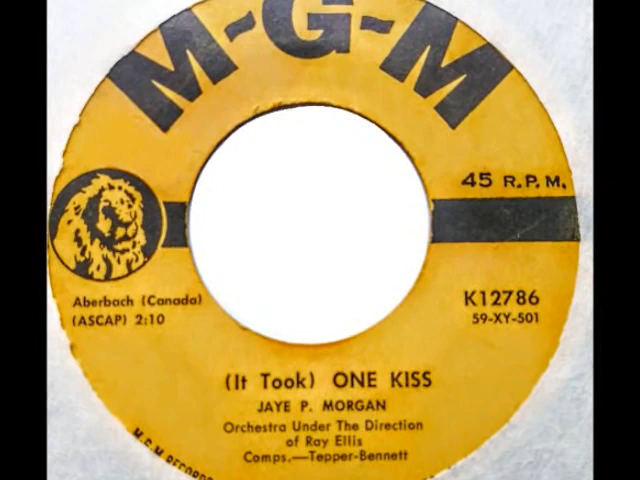 M-G-M
45 R.P.M.
Aberbach (Canada)
(ASCAP) 2:10
K12786
59-XY-501
(It Took) ONE KISS
JAYE P. MORGAN
Orchestra Under The Direction
of Ray Ellis
Comps.—Tepper-Bennett
M-G-M RECORDS